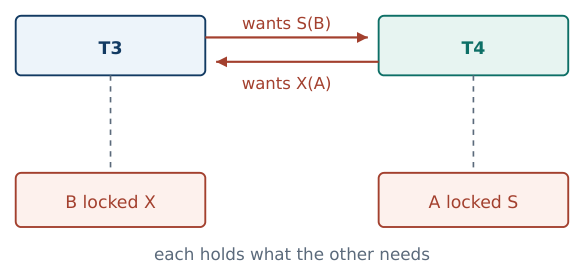 wants S(B)
T3
T4
wants X(A)
B locked X
A locked S
each holds what the other needs